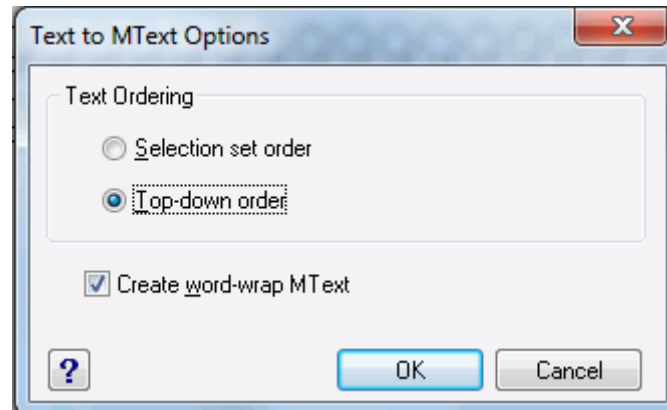 Text to MText Options
Text Ordering
Selection set order
Top-down order
Create word-wrap MText
? OK Cancel